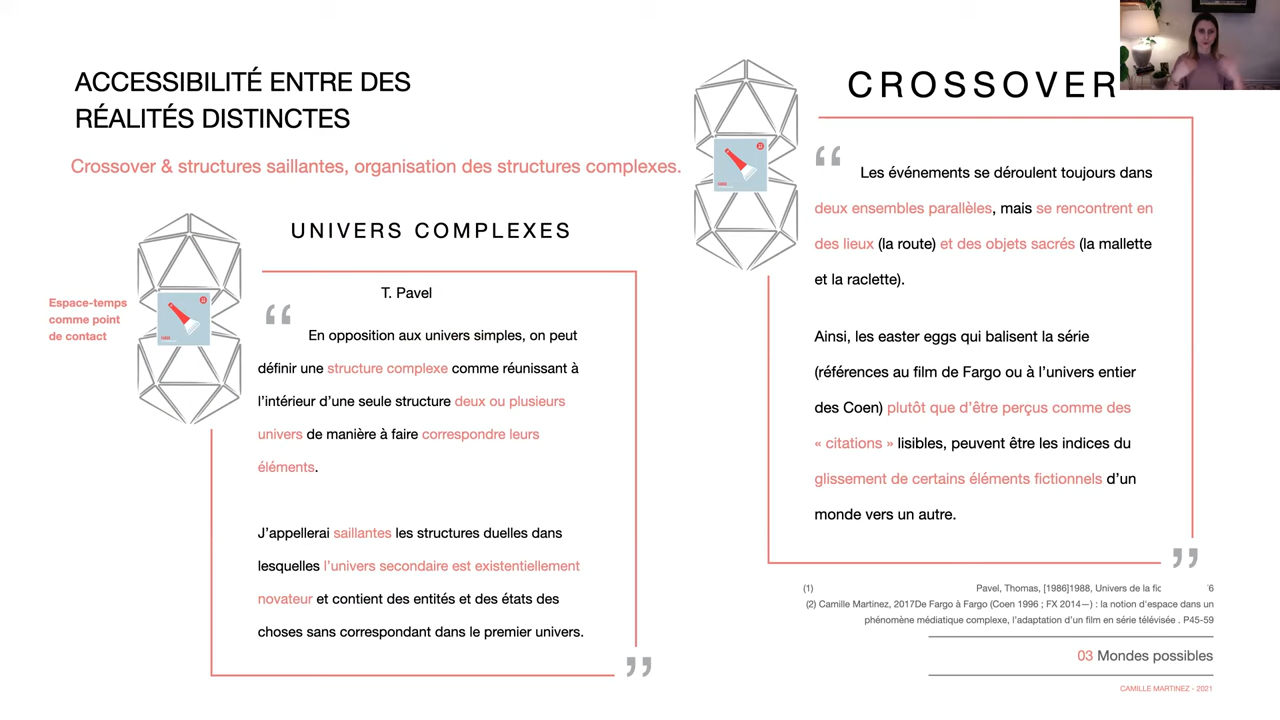 ACCESSIBILITÉ ENTRE DES
RÉALITÉS DISTINCTES
Crossover & structures saillantes, organisation des structures complexes.
UNIVERS COMPLEXES
Espace-temps
comme point
de contact
T. Pavel
“
En opposition aux univers simples, on peut
définir une structure complexe comme réunissant à
l’intérieur d’une seule structure deux ou plusieurs
univers de manière à faire correspondre leurs
éléments.
J’appellerai saillantes les structures duelles dans
lesquelles l’univers secondaire est existentiellement
novateur et contient des entités et des états des
choses sans correspondant dans le premier univers.
”
CROSSOVER
“
Les événements se déroulent toujours dans
deux ensembles parallèles, mais se rencontrent en
des lieux (la route) et des objets sacrés (la mallette
et la raclette).
Ainsi, les easter eggs qui balisent la série
(références au film de Fargo ou à l’univers entier
des Coen) plutôt que d’être perçus comme des
« citations » lisibles, peuvent être les indices du
glissement de certains éléments fictionnels d’un
monde vers un autre.
”
(1) Pavel, Thomas, [1986]1988, Univers de la fic 6
(2) Camille Martinez, 2017De Fargo à Fargo (Coen 1996 ; FX 2014—) : la notion d’espace dans un
phénomène médiatique complexe, l’adaptation d’un film en série télévisée . P45-59
03 Mondes possibles
CAMILLE MARTINEZ - 2021